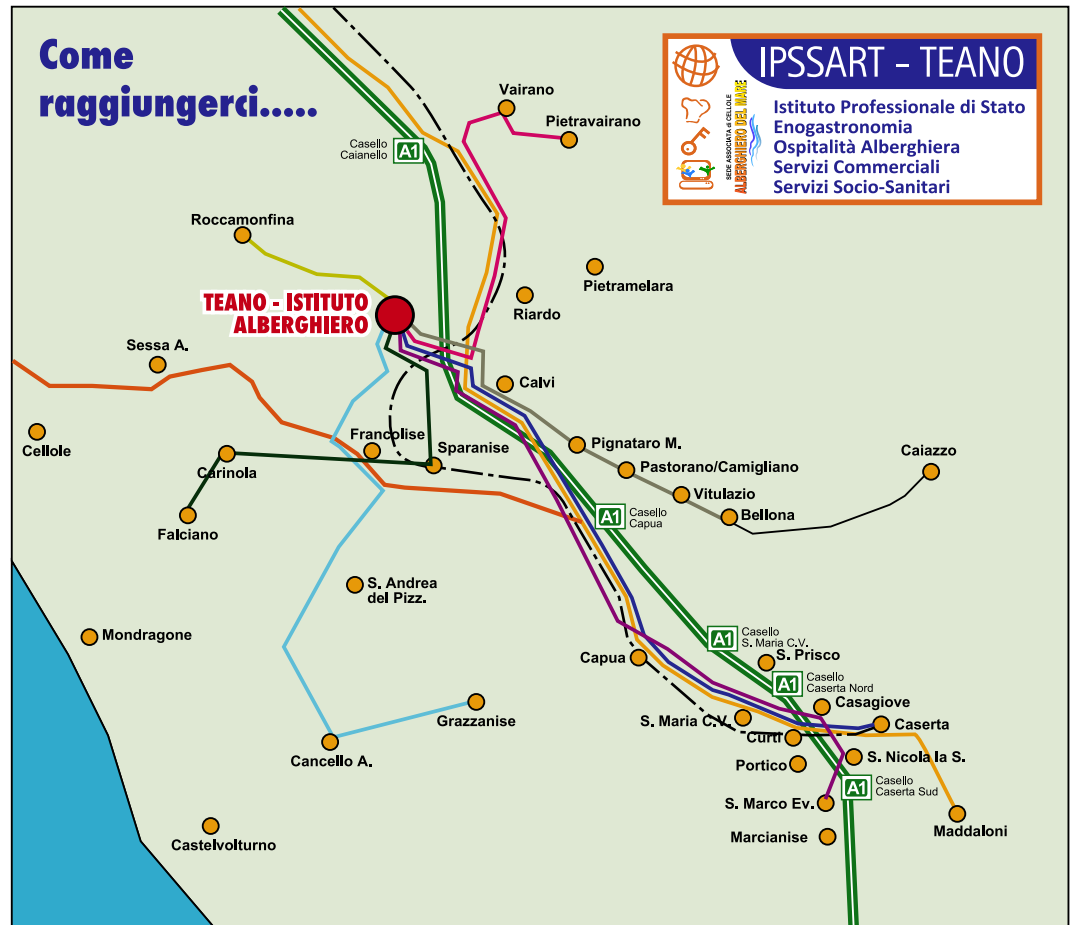 Come
raggiungerci.....
IPSSART - TEANO
Istituto Professionale di Stato
Enogastronomia
Ospitalità Alberghiera
Servizi Commerciali
Servizi Socio-Sanitari
SEDE ASSOCIATA di CELLOLE
ALBERGHIERO DEL MARE
Vairano
Pietravairano
Casello
Caianello
A1
Roccamonfina
Pietramelara
Riardo
TEANO - ISTITUTO
ALBERGHIERO
Sessa A.
Calvi
Cellole
Francolise
Sparanise
Carinola
Pignataro M.
Pastorano/Camigliano
Caiazzo
Vitulazio
Bellona
Falciano
A1
Casello
Capua
S. Andrea
del Pizz.
Mondragone
Capua
A1
Casello
S. Maria C.V.
S. Prisco
A1
Casello
Caserta Nord
Casagiove
Grazzanise
S. Maria C.V.
Caserta
Curti
Cancello A.
Portico
S. Nicola la S.
A1
Casello
Caserta Sud
S. Marco Ev.
Maddaloni
Marcianise
Castelvolturno